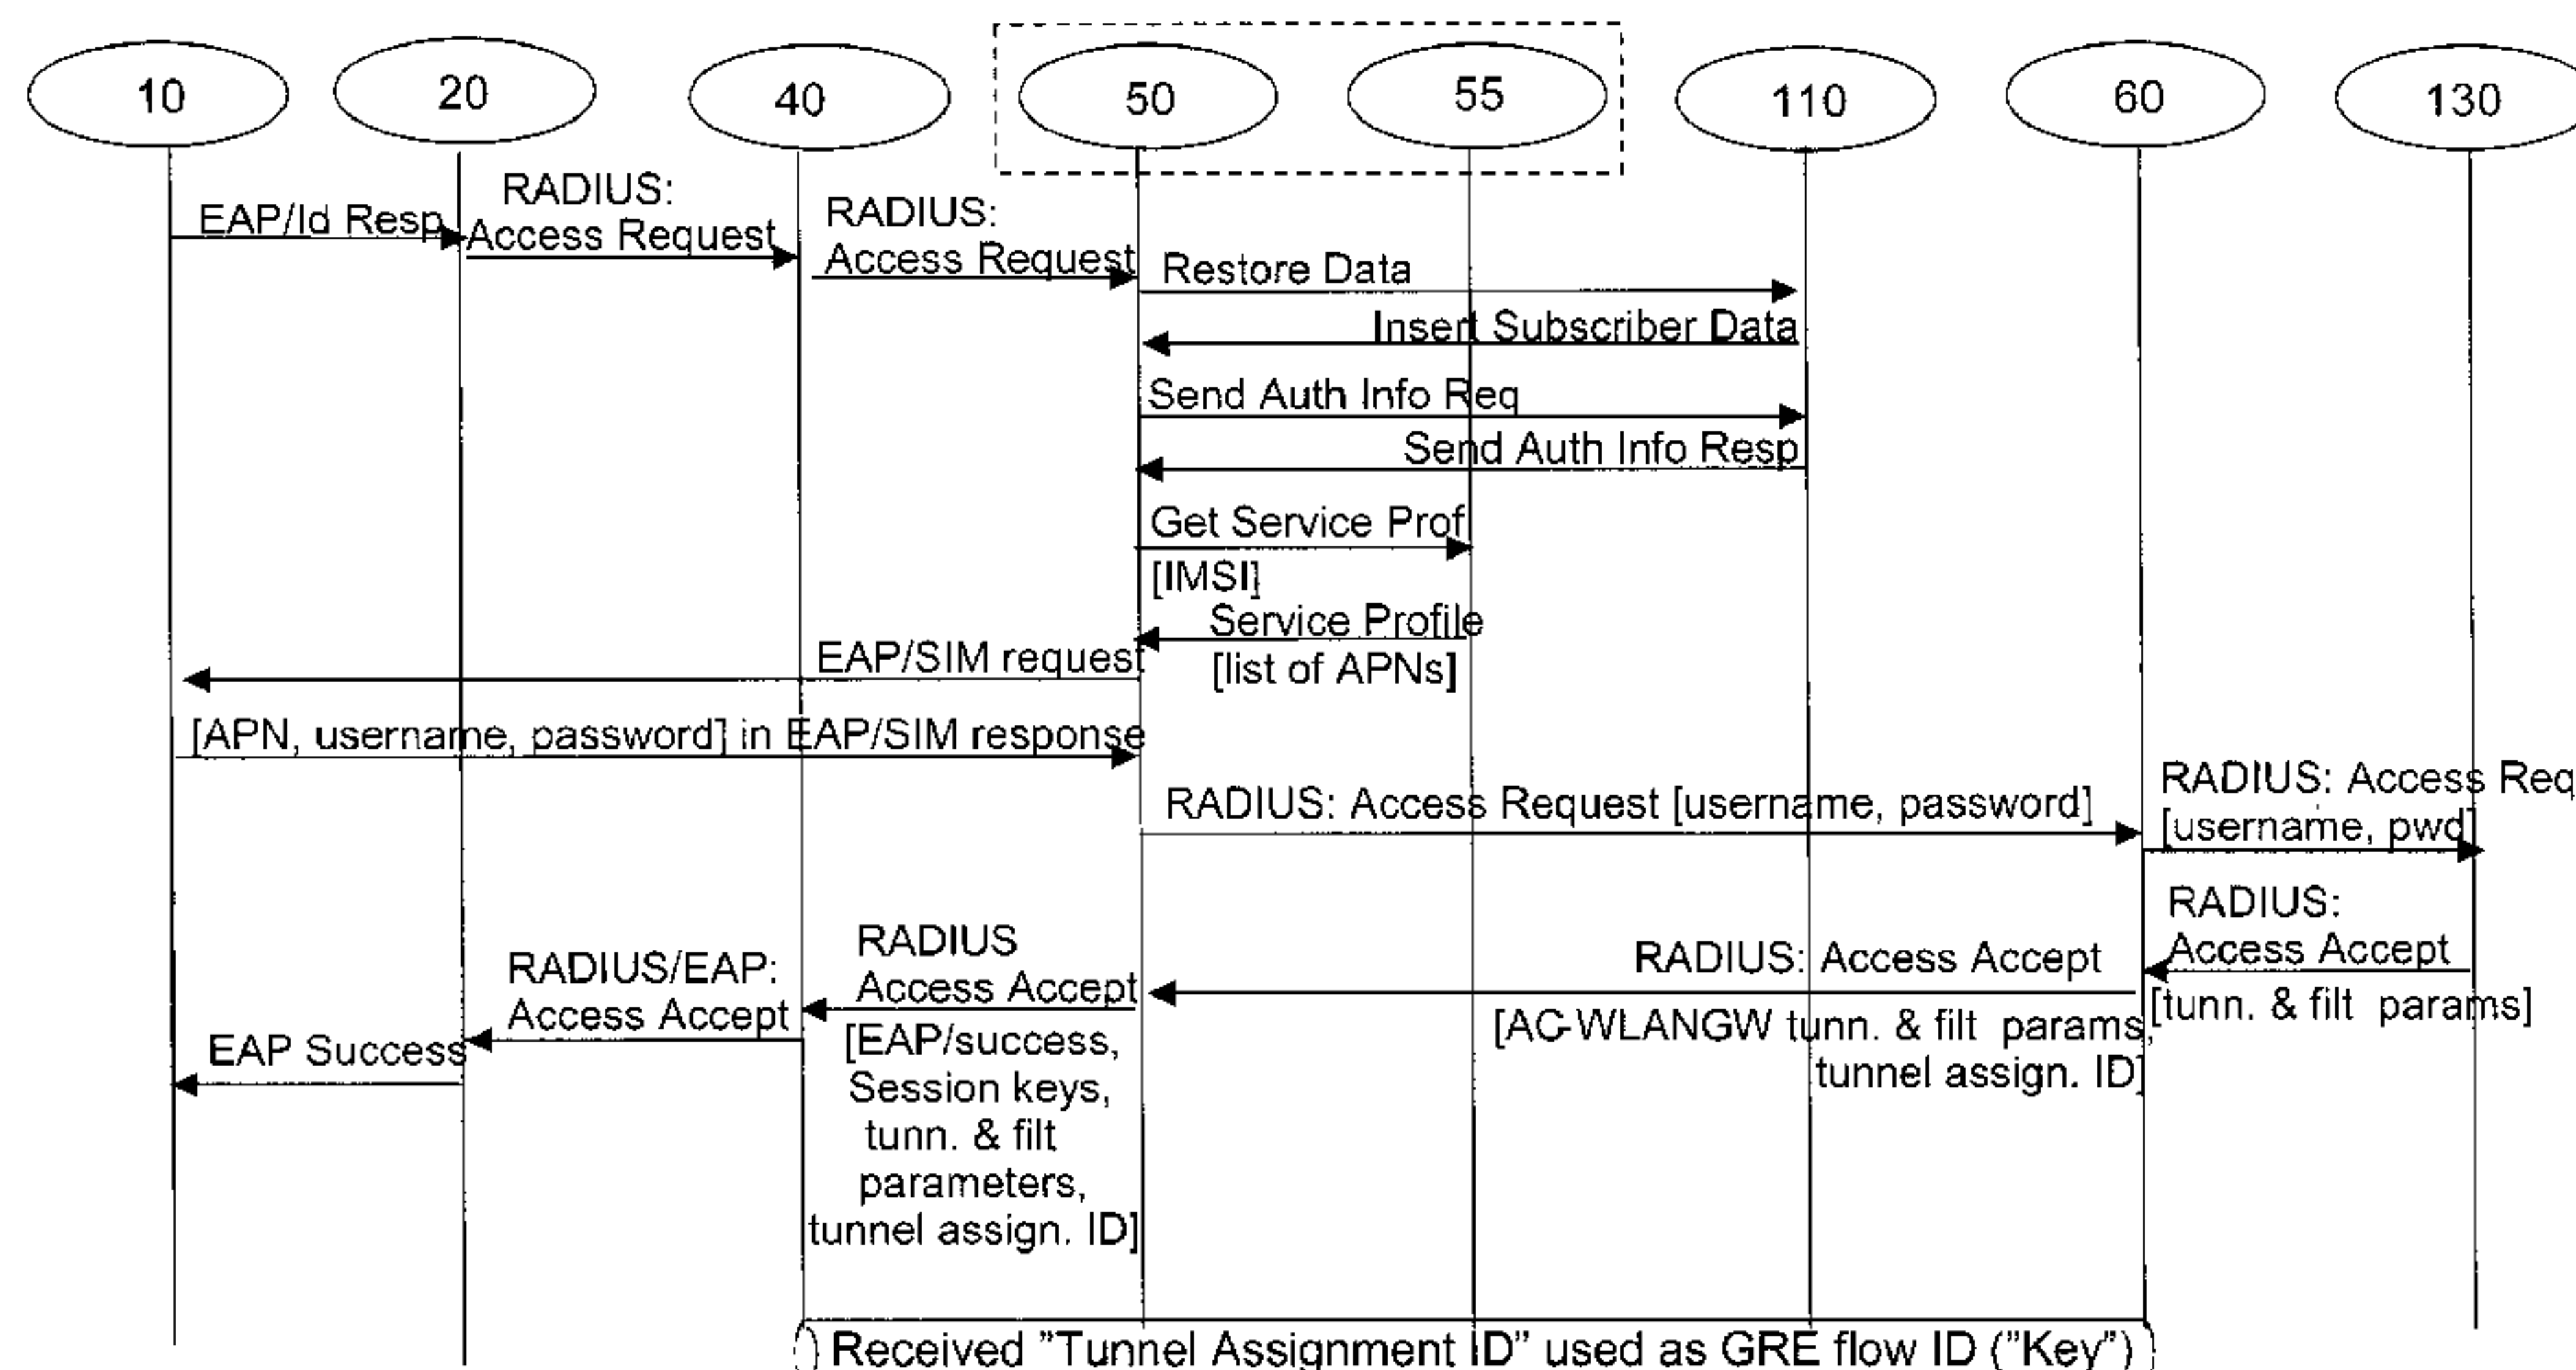 10
20
40
50
55
110
60
130
EAP/Id Resp
RADIUS:
Access Request
RADIUS:
Access Request
Restore Data
Insert Subscriber Data
Send Auth Info Req
Send Auth Info Resp
Get Service Prof
[IMSI]
Service Profile
[list of APNs]
EAP/SIM request
[APN, username, password] in EAP/SIM response
RADIUS: Access Request [username, password]
RADIUS: Access Req
[username, pwd]
RADIUS:
Access Accept
[tunn. & filt params]
RADIUS: Access Accept
[AC-WLANGW tunn. & filt params,
tunnel assign. ID]
RADIUS
Access Accept
[EAP/success,
Session keys,
tunn. & filt
parameters,
tunnel assign. ID]
RADIUS/EAP:
Access Accept
EAP Success
Received "Tunnel Assignment ID" used as GRE flow ID ("Key")